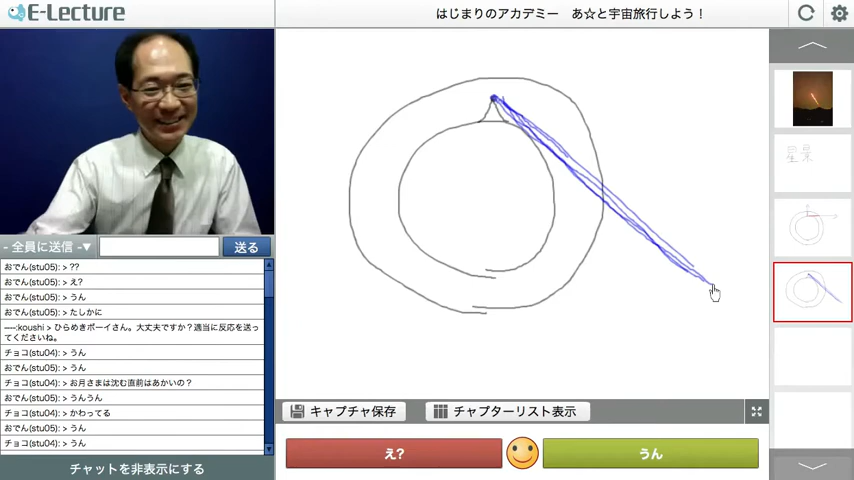 E-Lecture
はじまりのアカデミー あ☆と宇宙旅行しよう！
星景
- 全員に送信 -▼
送る
おでん(stu05): > ??
おでん(stu05): > え?
おでん(stu05): > うん
おでん(stu05): > たしかに
----:koushi > ひらめきボーイさん。大丈夫ですか？適当に反応を送っ
てくださいね。
チョコ(stu04): > うん
おでん(stu05): > うん
チョコ(stu04): > お月さまは沈む直前はあかいの？
おでん(stu05): > うんうん
チョコ(stu04): > かわってる
おでん(stu05): > うん
チョコ(stu04): > うん
チャットを非表示にする
キャプチャ保存
チャプターリスト表示
え?
うん